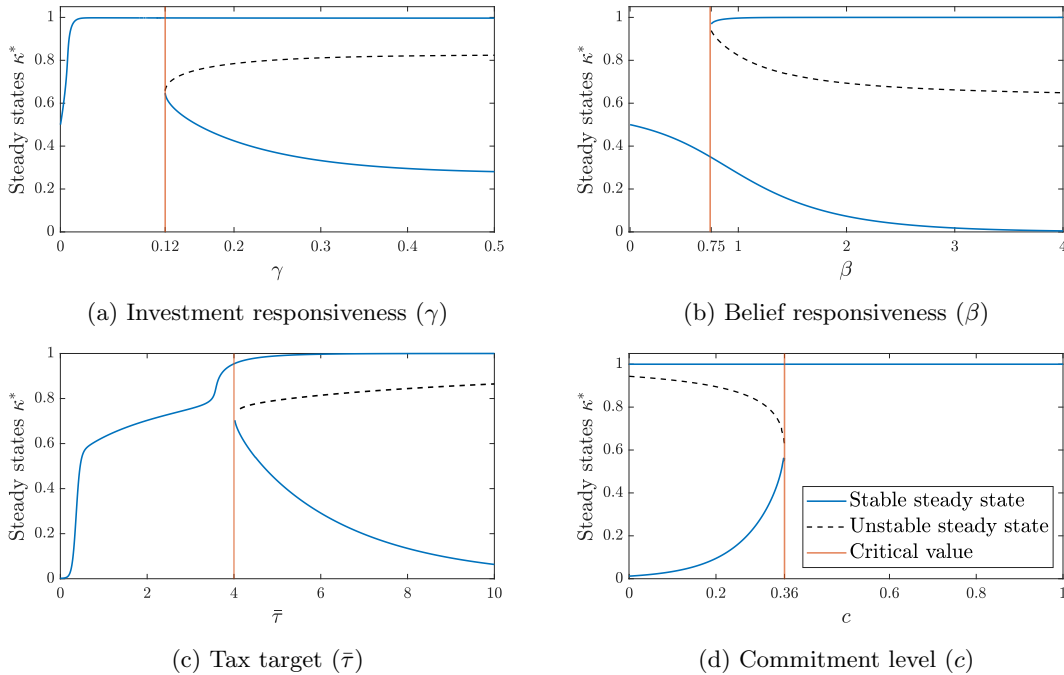 Steady states κ*
1
0.8
0.6
0.4
0.2
0
0 0.12 0.2 0.3 0.4 0.5
γ
(a) Investment responsiveness (γ)
Steady states κ*
1
0.8
0.6
0.4
0.2
0
0 0.75 1 2 3 4
β
(b) Belief responsiveness (β)
Steady states κ*
1
0.8
0.6
0.4
0.2
0
0 2 4 6 8 10
τ̄
(c) Tax target (τ̄)
Steady states κ*
1
0.8
0.6
0.4
0.2
0
Stable steady state
Unstable steady state
Critical value
0 0.2 0.36 0.6 0.8 1
c
(d) Commitment level (c)